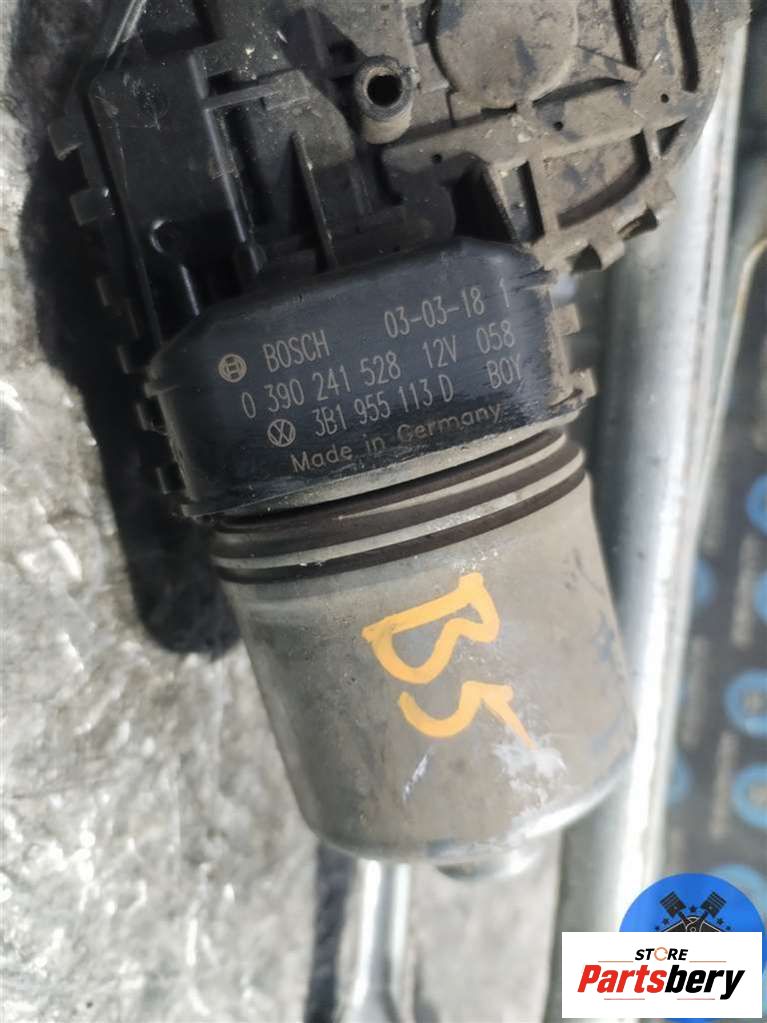 BOSCH 03-03-18 1
0 390 241 528 12V 058
3B1 955 113 D BOY
Made in Germany
B5
STORE
Partsbery